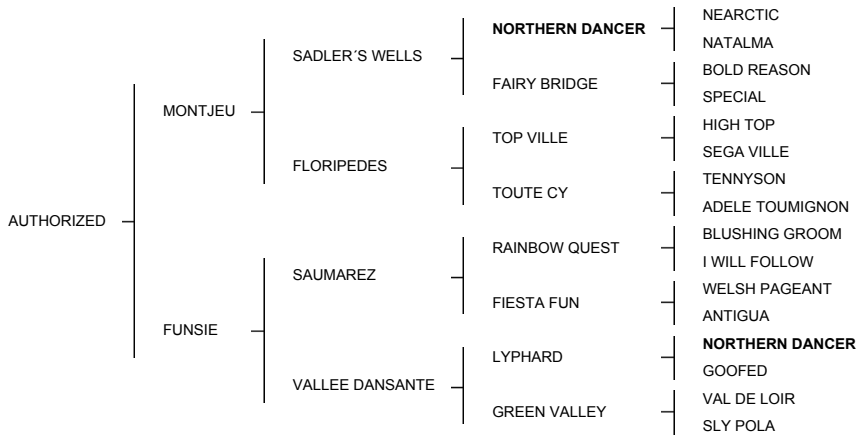 NEARCTIC
NORTHERN DANCER
NATALMA
SADLER´S WELLS
BOLD REASON
FAIRY BRIDGE
SPECIAL
MONTJEU
HIGH TOP
TOP VILLE
SEGA VILLE
FLORIPEDES
TENNYSON
TOUTE CY
ADELE TOUMIGNON
AUTHORIZED
BLUSHING GROOM
RAINBOW QUEST
I WILL FOLLOW
SAUMAREZ
WELSH PAGEANT
FIESTA FUN
ANTIGUA
FUNSIE
NORTHERN DANCER
LYPHARD
GOOFED
VALLEE DANSANTE
VAL DE LOIR
GREEN VALLEY
SLY POLA